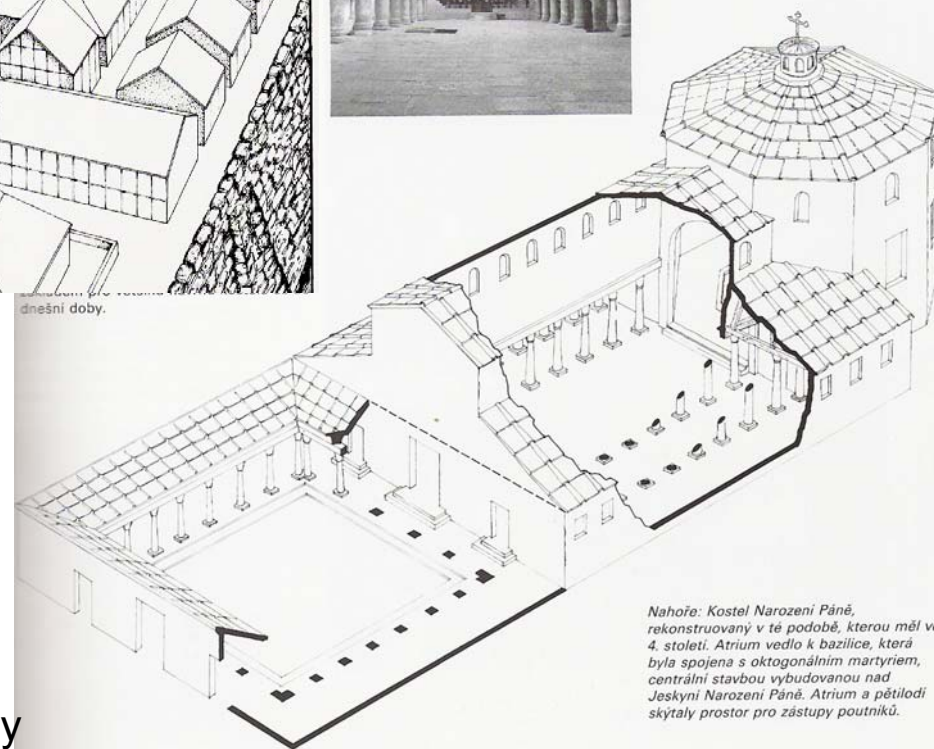 dnešní doby.
Nahoře: Kostel Narození Páně,
rekonstruovaný v té podobě, kterou měl ve
4. století. Atrium vedlo k bazilice, která
byla spojena s oktogonálním martyriem,
centrální stavbou vybudovanou nad
Jeskyní Narození Páně. Atrium a pětilodí
skýtaly prostor pro zástupy poutníků.
y